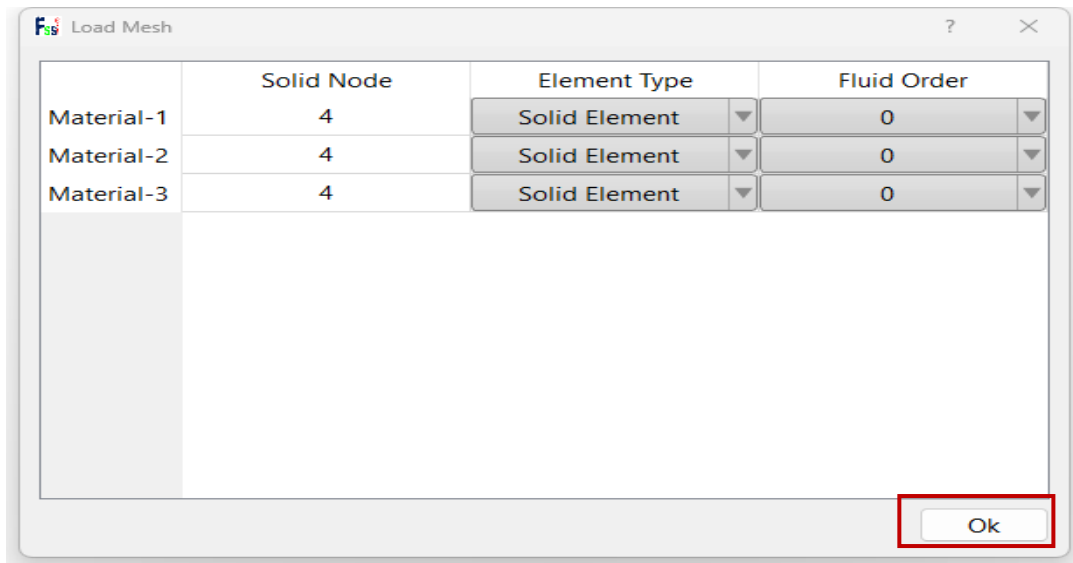 Fssi Load Mesh ?
Solid Node Element Type Fluid Order
Material-1 4 Solid Element 0
Material-2 4 Solid Element 0
Material-3 4 Solid Element 0
Ok